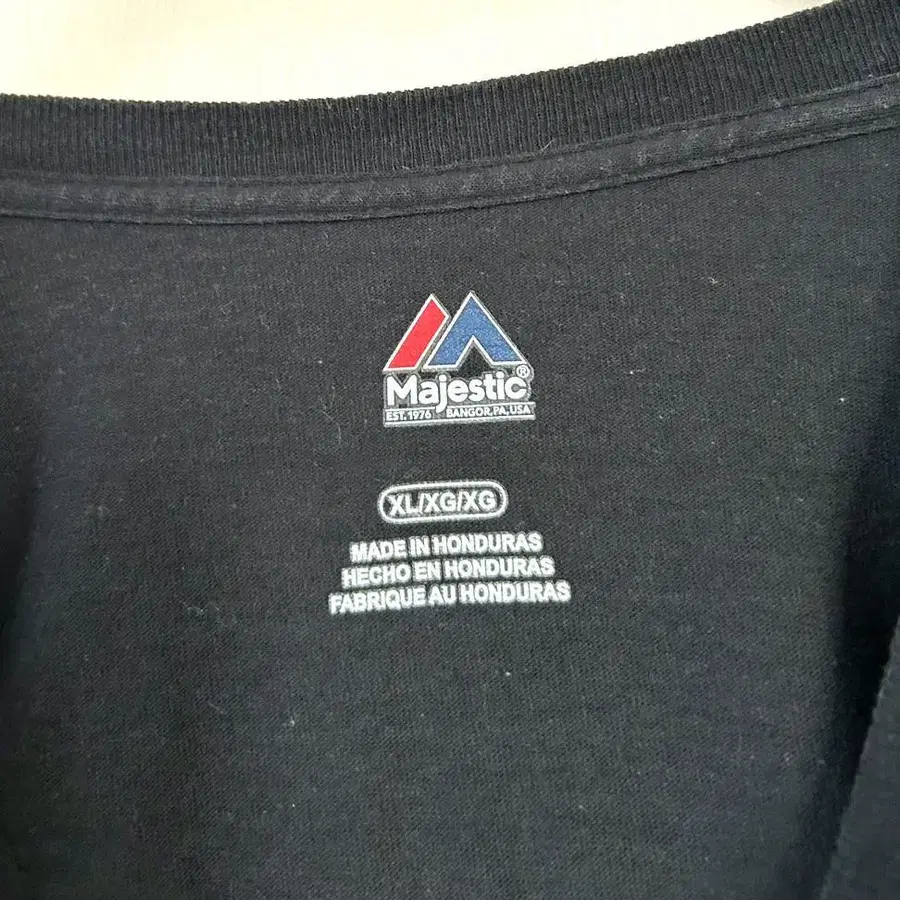 Majestic®
EST. 1976 BANGOR, PA, USA
XL/XG/XG
MADE IN HONDURAS
HECHO EN HONDURAS
FABRIQUE AU HONDURAS